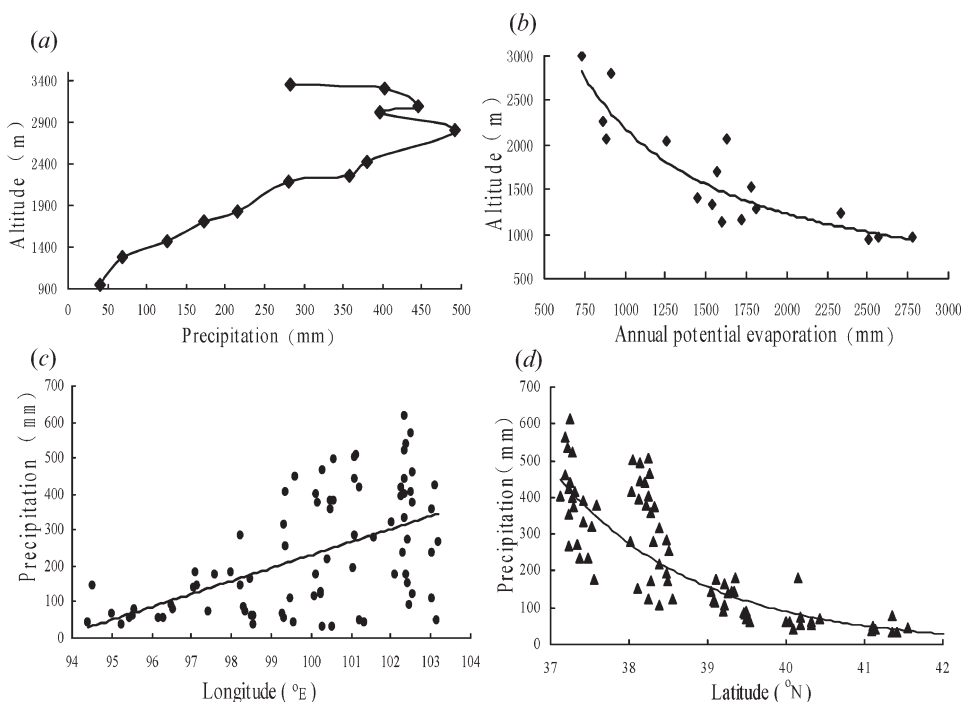 (a)
3400
2900
2400
1900
1400
900
Altitude (m)
0 50 100 150 200 250 300 350 400 450 500
Precipitation (mm)
(b)
3000
2500
2000
1500
1000
500
Altitude (m)
500 750 1000 1250 1500 1750 2000 2250 2500 2750 3000
Annual potential evaporation (mm)
(c)
700
600
500
400
300
200
100
0
Precipitation (mm)
94 95 96 97 98 99 100 101 102 103 104
Longitude (°E)
(d)
700
600
500
400
300
200
100
0
Precipitation (mm)
37 38 39 40 41 42
Latitude (°N)